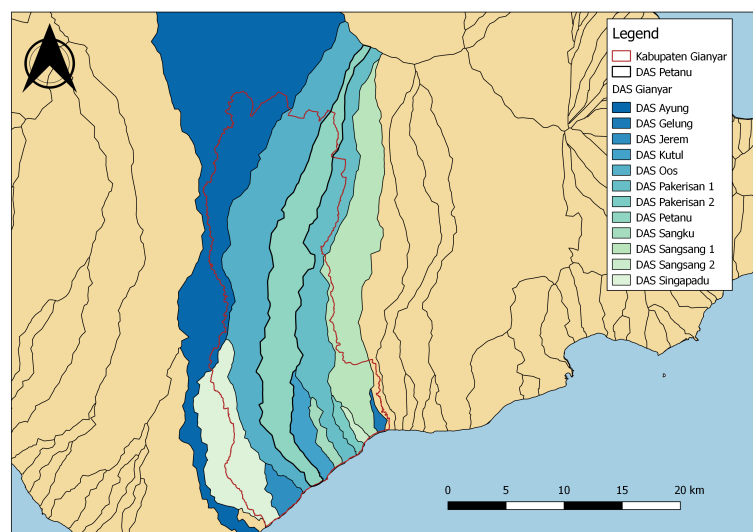 Legend
Kabupaten Gianyar
DAS Petanu
DAS Gianyar
DAS Ayung
DAS Gelung
DAS Jerem
DAS Kutul
DAS Oos
DAS Pakerisan 1
DAS Pakerisan 2
DAS Petanu
DAS Sangku
DAS Sangsang 1
DAS Sangsang 2
DAS Singapadu
0 5 10 15 20 km